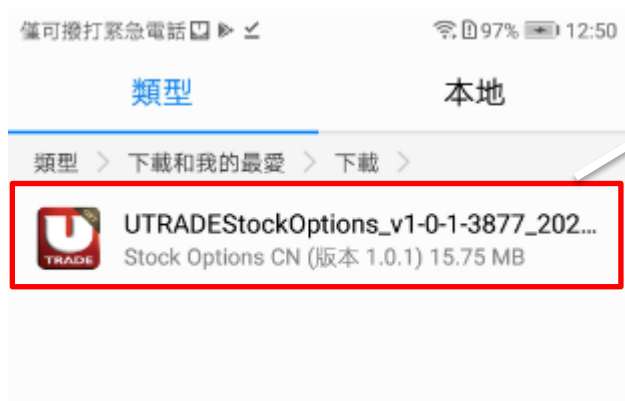 僅可撥打緊急電話 97% 12:50
類型 本地
類型 > 下載和我的最愛 > 下載 >
UTRADEStockOptions_v1-0-1-3877_202...
U TRADE
Stock Options CN (版本 1.0.1) 15.75 MB